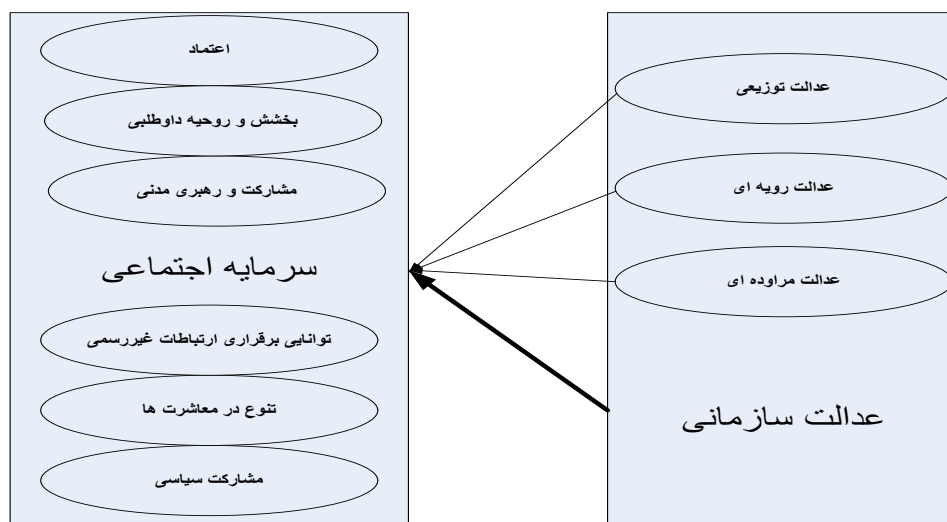 عدالت توزیعی
عدالت رویه ای
عدالت مراوده ای
عدالت سازمانی
اعتماد
بخشش و روحیه داوطلبی
مشارکت و رهبری مدنی
سرمایه اجتماعی
توانایی برقراری ارتباطات غیررسمی
تنوع در معاشرت ها
مشارکت سیاسی